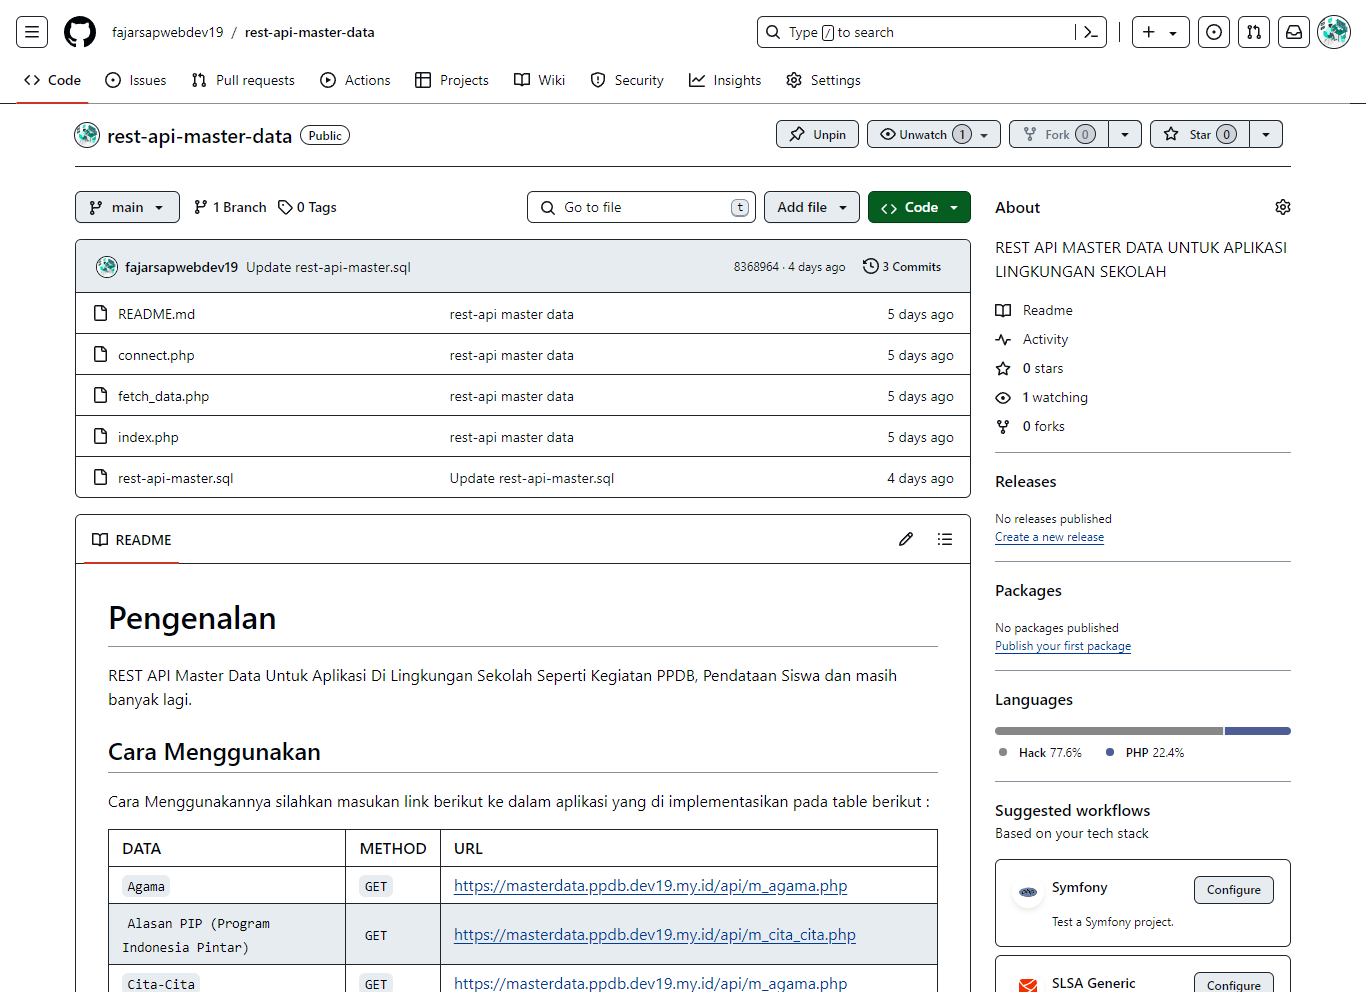 fajarsapwebdev19 / rest-api-master-data
Type / to search
Code Issues Pull requests Actions Projects Wiki Security Insights Settings
rest-api-master-data Public
Unpin Unwatch 1 Fork 0 Star 0
main 1 Branch 0 Tags
Go to file t Add file Code
fajarsapwebdev19 Update rest-api-master.sql 8368964 · 4 days ago 3 Commits
README.md rest-api master data 5 days ago
connect.php rest-api master data 5 days ago
fetch_data.php rest-api master data 5 days ago
index.php rest-api master data 5 days ago
rest-api-master.sql Update rest-api-master.sql 4 days ago
README
Pengenalan
REST API Master Data Untuk Aplikasi Di Lingkungan Sekolah Seperti Kegiatan PPDB, Pendataan Siswa dan masih
banyak lagi.
Cara Menggunakan
Cara Menggunakannya silahkan masukan link berikut ke dalam aplikasi yang di implementasikan pada table berikut :
DATA METHOD URL
Agama GET https://masterdata.ppdb.dev19.my.id/api/m_agama.php
Alasan PIP (Program
Indonesia Pintar) GET https://masterdata.ppdb.dev19.my.id/api/m_cita_cita.php
Cita-Cita GET https://masterdata.ppdb.dev19.my.id/api/m_agama.php
About
REST API MASTER DATA UNTUK APLIKASI
LINGKUNGAN SEKOLAH
Readme
Activity
0 stars
1 watching
0 forks
Releases
No releases published
Create a new release
Packages
No packages published
Publish your first package
Languages
Hack 77.6% PHP 22.4%
Suggested workflows
Based on your tech stack
php
Symfony Configure
Test a Symfony project.
SLSA Generic Configure